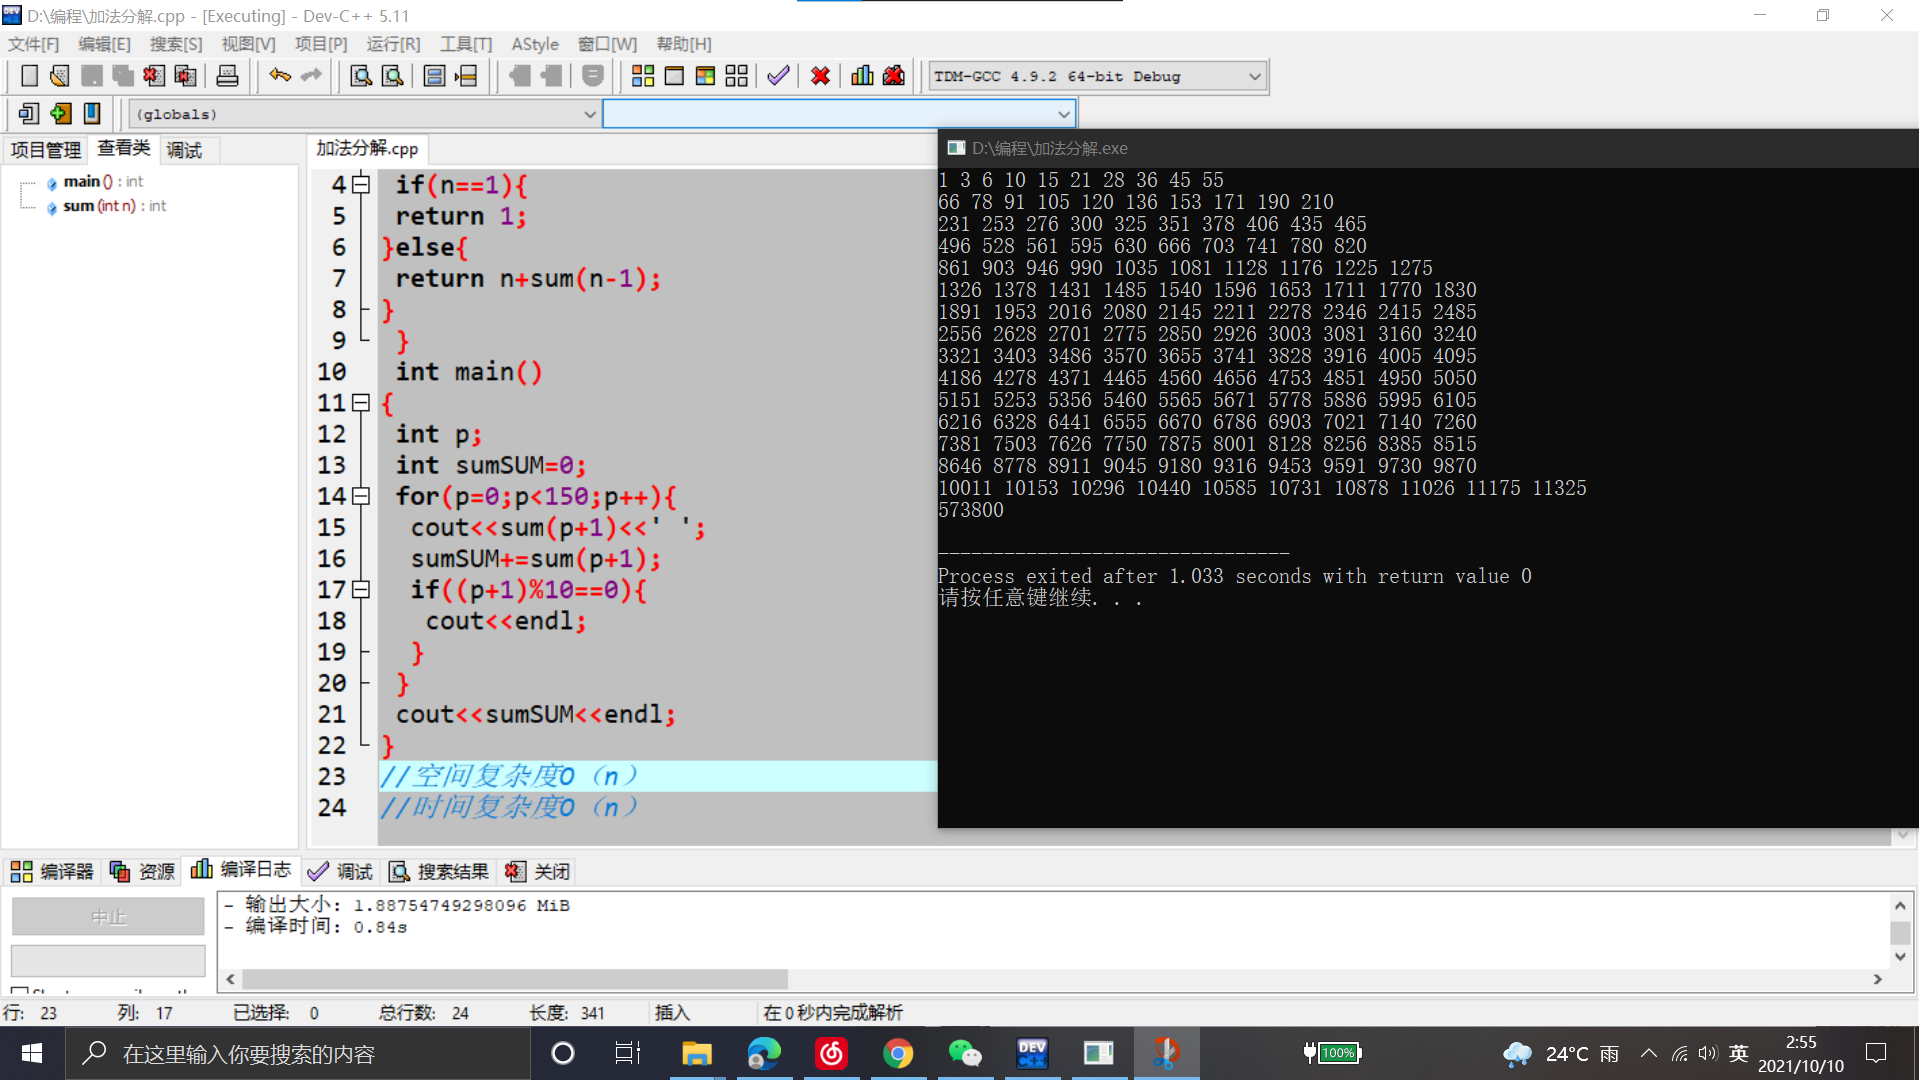 D:\编程\加法分解.cpp - [Executing] - Dev-C++ 5.11
文件[F] 编辑[E] 搜索[S] 视图[V] 项目[P] 运行[R] 工具[T] AStyle 窗口[W] 帮助[H]
TDM-GCC 4.9.2 64-bit Debug
(globals)
项目管理 查看类 调试
main () : int
sum (int n) : int
加法分解.cpp
4 if(n==1){
5 return 1;
6 }else{
7 return n+sum(n-1);
8 }
9 }
10 int main()
11 {
12 int p;
13 int sumSUM=0;
14 for(p=0;p<150;p++){
15 cout<<sum(p+1)<<' ';
16 sumSUM+=sum(p+1);
17 if((p+1)%10==0){
18 cout<<endl;
19 }
20 }
21 cout<<sumSUM<<endl;
22 }
23 //空间复杂度O（n）
24 //时间复杂度O（n）
D:\编程\加法分解.exe
1 3 6 10 15 21 28 36 45 55
66 78 91 105 120 136 153 171 190 210
231 253 276 300 325 351 378 406 435 465
496 528 561 595 630 666 703 741 780 820
861 903 946 990 1035 1081 1128 1176 1225 1275
1326 1378 1431 1485 1540 1596 1653 1711 1770 1830
1891 1953 2016 2080 2145 2211 2278 2346 2415 2485
2556 2628 2701 2775 2850 2926 3003 3081 3160 3240
3321 3403 3486 3570 3655 3741 3828 3916 4005 4095
4186 4278 4371 4465 4560 4656 4753 4851 4950 5050
5151 5253 5356 5460 5565 5671 5778 5886 5995 6105
6216 6328 6441 6555 6670 6786 6903 7021 7140 7260
7381 7503 7626 7750 7875 8001 8128 8256 8385 8515
8646 8778 8911 9045 9180 9316 9453 9591 9730 9870
10011 10153 10296 10440 10585 10731 10878 11026 11175 11325
573800
--------------------------------
Process exited after 1.033 seconds with return value 0
请按任意键继续. . .
编译器 资源 编译日志 调试 搜索结果 关闭
中止
- 输出大小: 1.88754749298096 MiB
- 编译时间: 0.84s
行: 23 列: 17 已选择: 0 总行数: 24 长度: 341 插入 在 0 秒内完成解析
在这里输入你要搜索的内容
DEV C++
100%
24°C 雨
英
2:55
2021/10/10